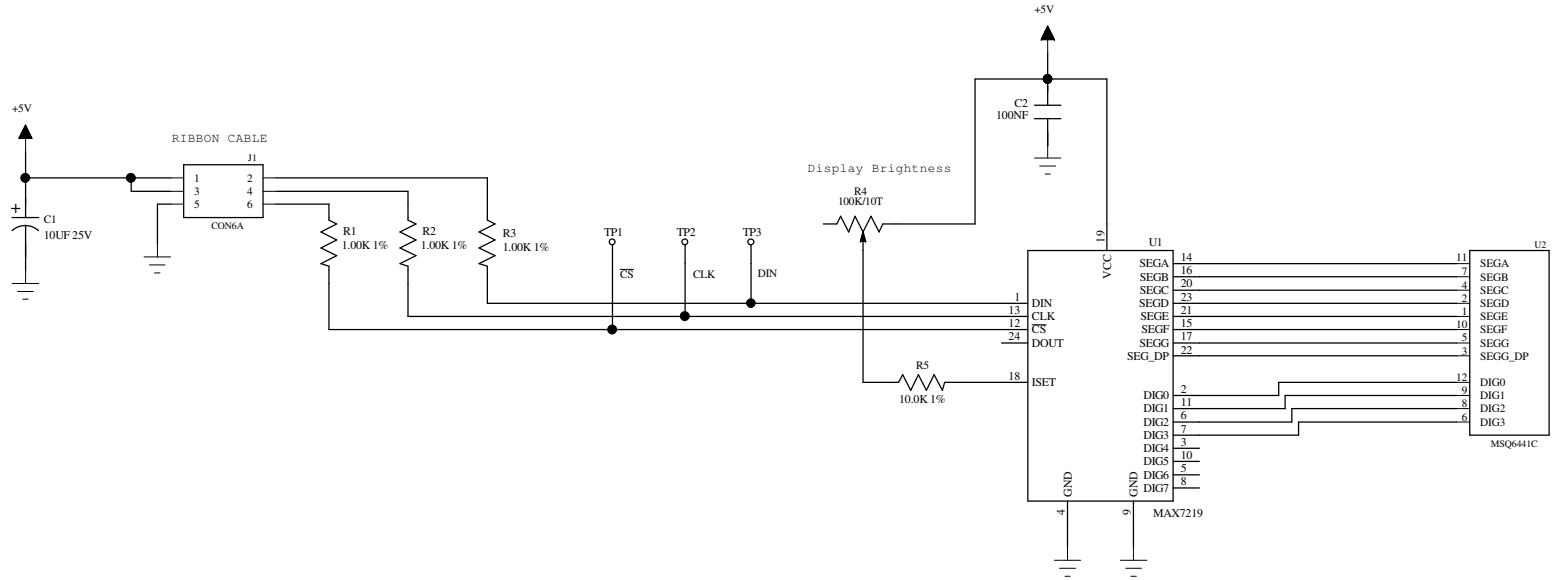 +5V
+5V
C2
100NF
RIBBON CABLE
J1
1
2
3
4
5
6
CON6A
C1
10UF 25V
R1
1.00K 1%
R2
1.00K 1%
R3
1.00K 1%
TP1
TP2
TP3
CS
CLK
DIN
Display Brightness
R4
100K/10T
R5
10.0K 1%
U1
19
VCC
1
DIN
13
CLK
12
CS
24
DOUT
18
ISET
SEGA
14
SEGB
16
SEGC
20
SEGD
23
SEGE
21
SEGF
15
SEGG
17
SEG_DP
22
DIG0
2
DIG1
11
DIG2
6
DIG3
7
DIG4
3
DIG5
10
DIG6
5
DIG7
8
GND
4
GND
9
MAX7219
U2
11
SEGA
7
SEGB
4
SEGC
2
SEGD
1
SEGE
10
SEGF
5
SEGG
3
SEGG_DP
12
DIG0
9
DIG1
8
DIG2
6
DIG3
MSQ6441C